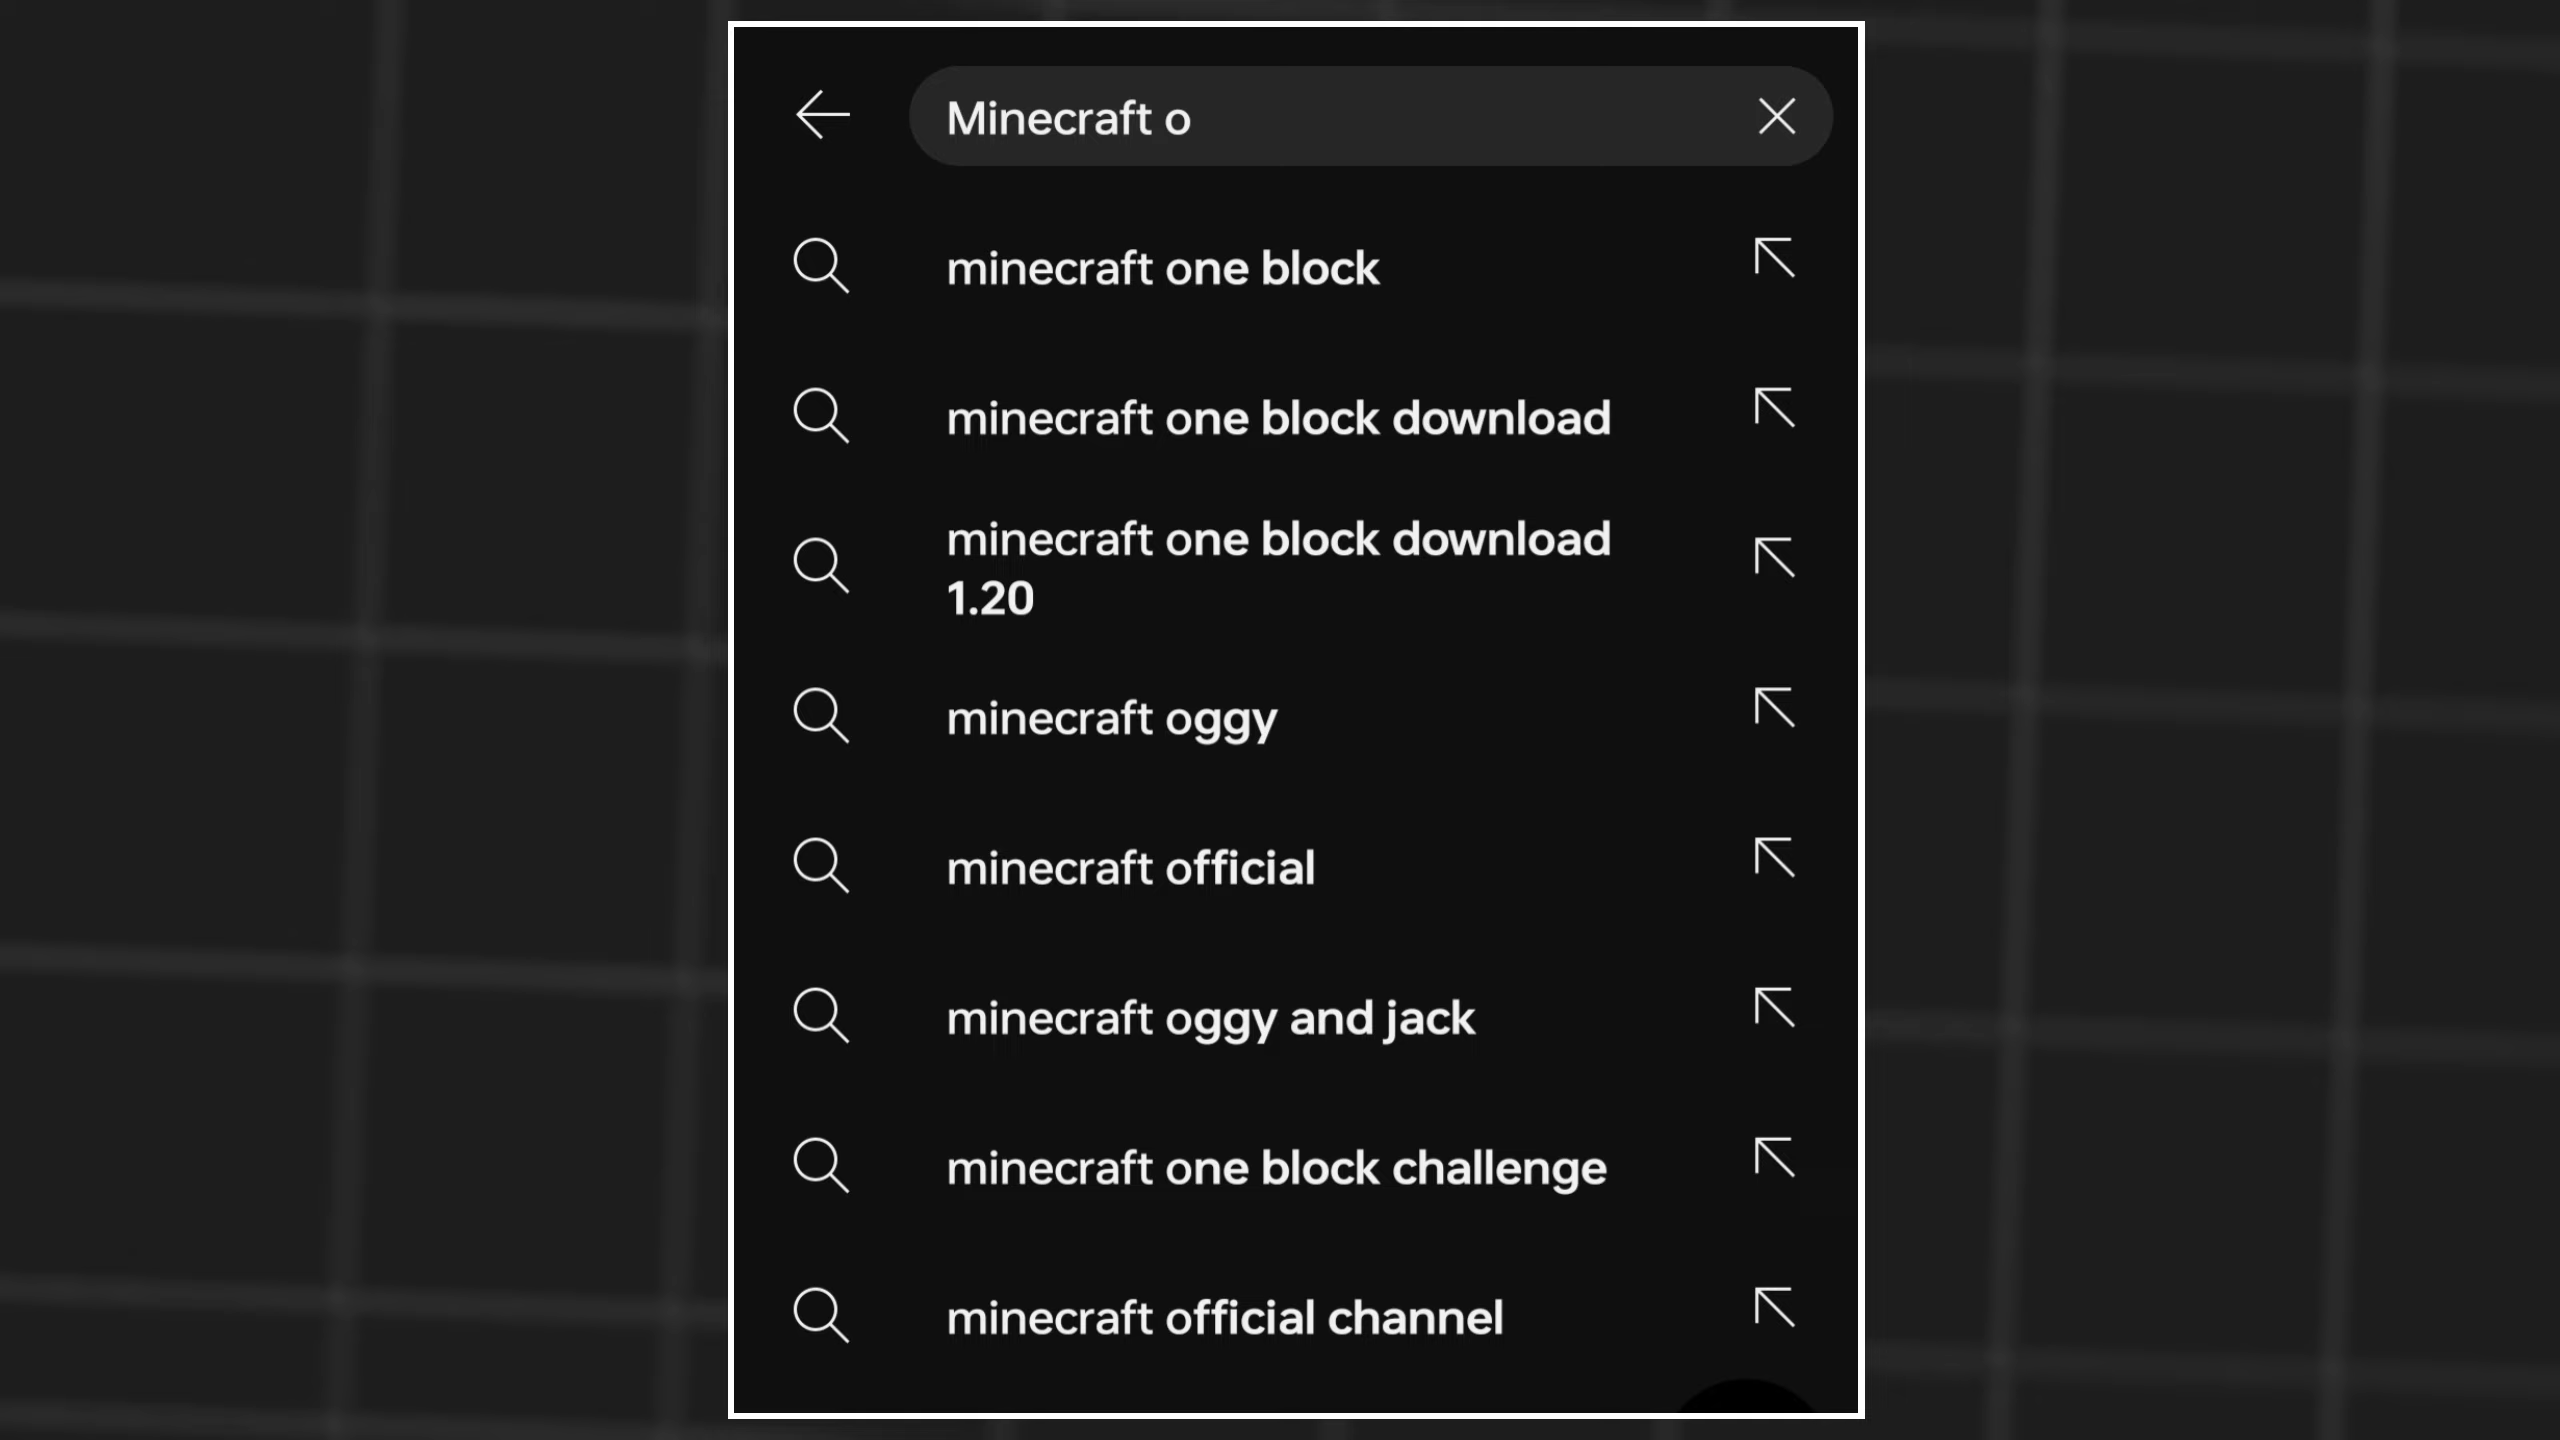 Minecraft o
minecraft one block
minecraft one block download
minecraft one block download
1.20
minecraft oggy
minecraft official
minecraft oggy and jack
minecraft one block challenge
minecraft official channel